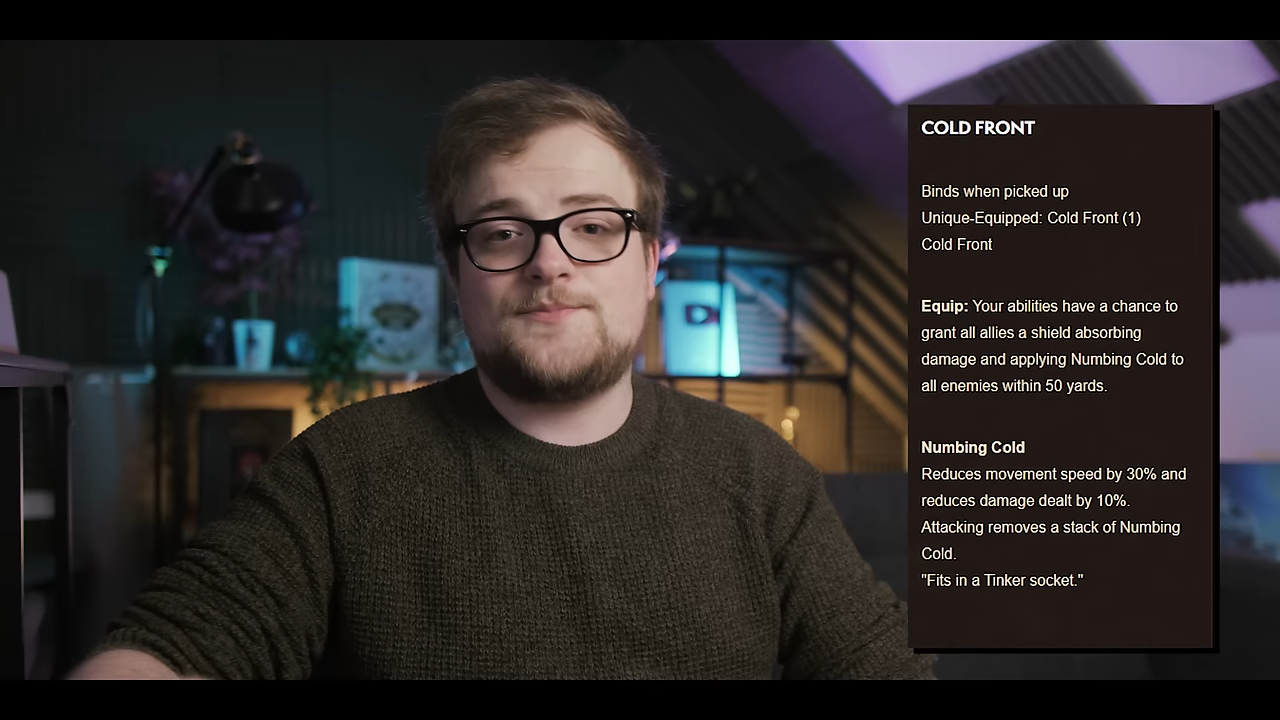 COLD FRONT
Binds when picked up
Unique-Equipped: Cold Front (1)
Cold Front
Equip: Your abilities have a chance to
grant all allies a shield absorbing
damage and applying Numbing Cold to
all enemies within 50 yards.
Numbing Cold
Reduces movement speed by 30% and
reduces damage dealt by 10%.
Attacking removes a stack of Numbing
Cold.
"Fits in a Tinker socket."